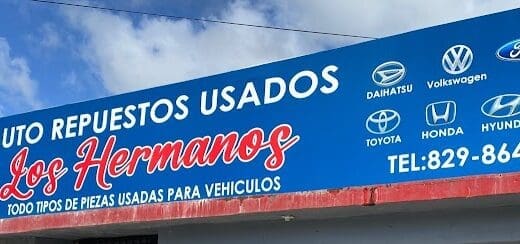 UTO REPUESTOS USADOS
Los Hermanos
TODO TIPOS DE PIEZAS USADAS PARA VEHICULOS
DAIHATSU
Volkswagen
Ford
TOYOTA
HONDA
HYUND
TEL:829-864